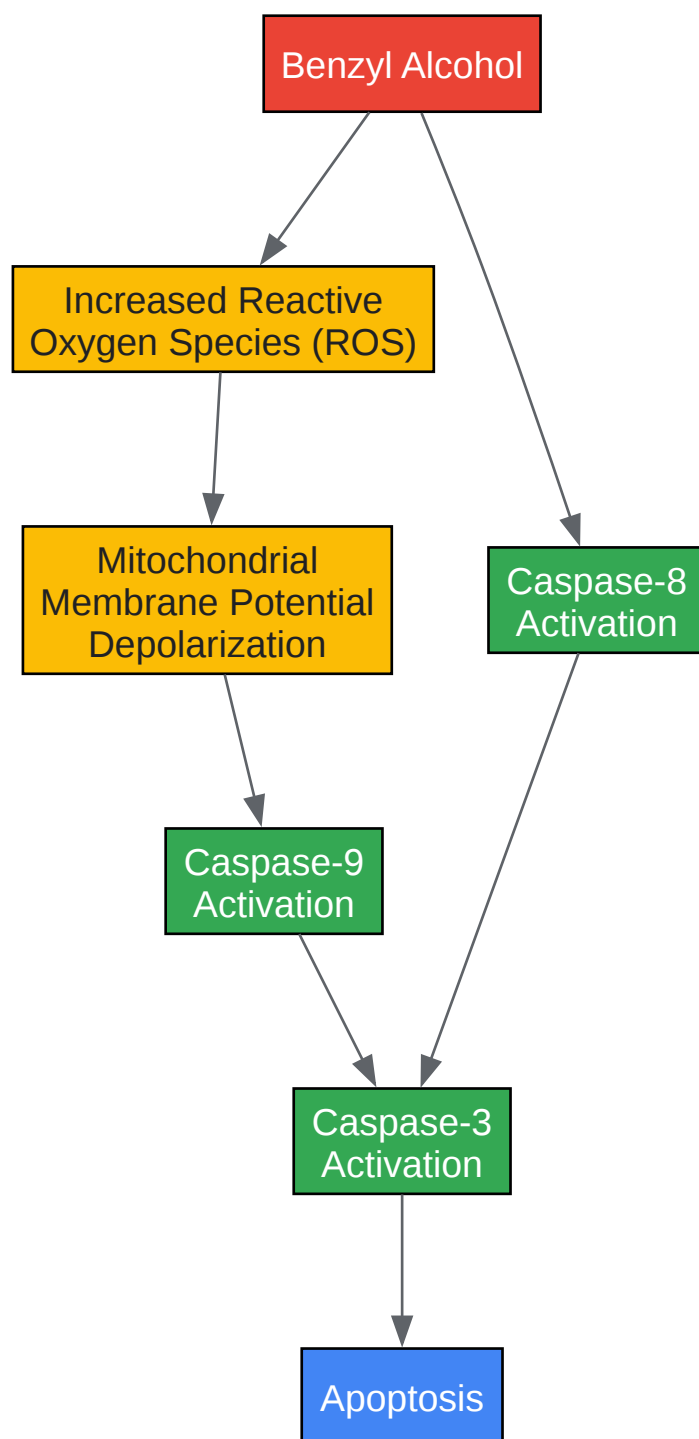 Benzyl Alcohol
Increased Reactive
Oxygen Species (ROS)
Mitochondrial
Membrane Potential
Depolarization
Caspase-8
Activation
Caspase-9
Activation
Caspase-3
Activation
Apoptosis